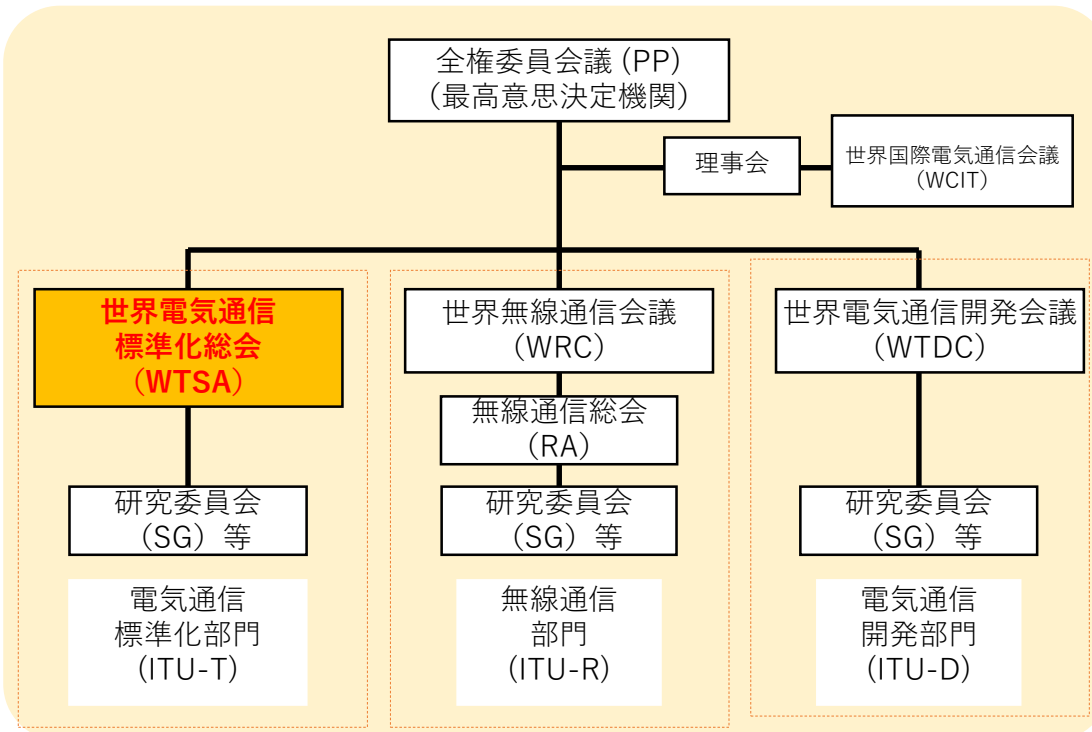 全権委員会議 (PP)
(最高意思決定機関)
理事会
世界国際電気通信会議
(WCIT)
世界電気通信
標準化総会
(WTSA)
世界無線通信会議
(WRC)
世界電気通信開発会議
(WTDC)
無線通信総会
(RA)
研究委員会
(SG) 等
研究委員会
(SG) 等
研究委員会
(SG) 等
電気通信
標準化部門
(ITU-T)
無線通信
部門
(ITU-R)
電気通信
開発部門
(ITU-D)